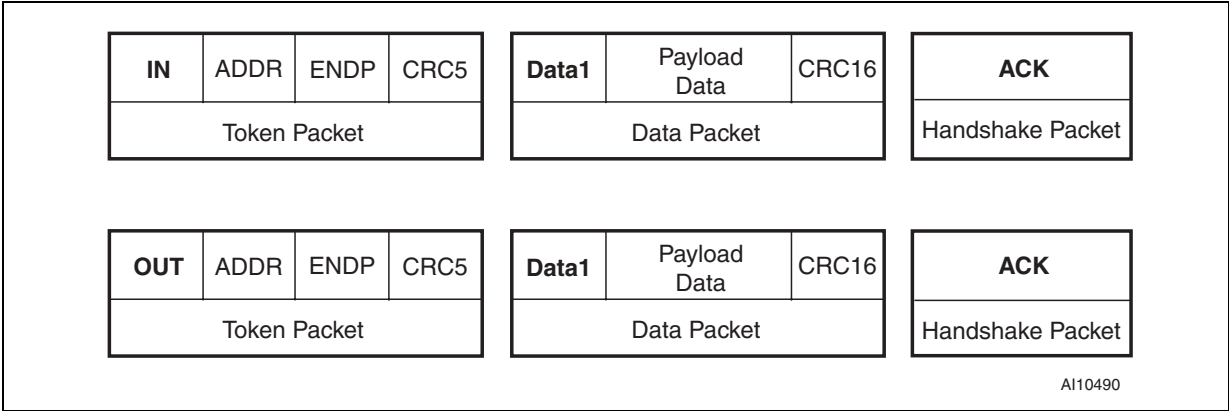 IN ADDR ENDP CRC5 Data1 Payload Data CRC16 ACK
Token Packet Data Packet Handshake Packet
OUT ADDR ENDP CRC5 Data1 Payload Data CRC16 ACK
Token Packet Data Packet Handshake Packet
AI10490